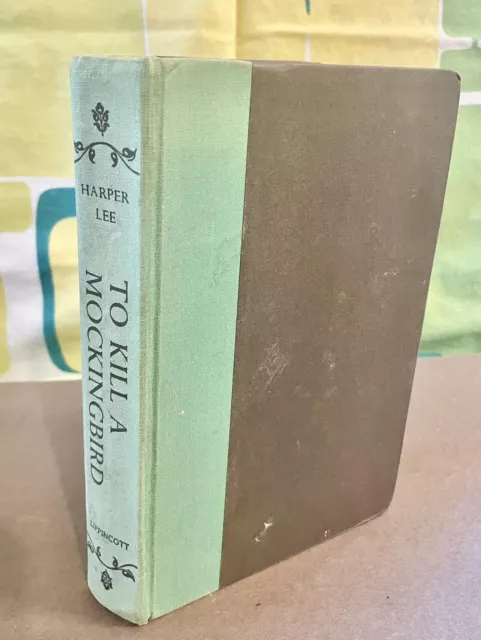 HARPER
LEE
TO KILL A
MOCKINGBIRD
LIPPINCOTT